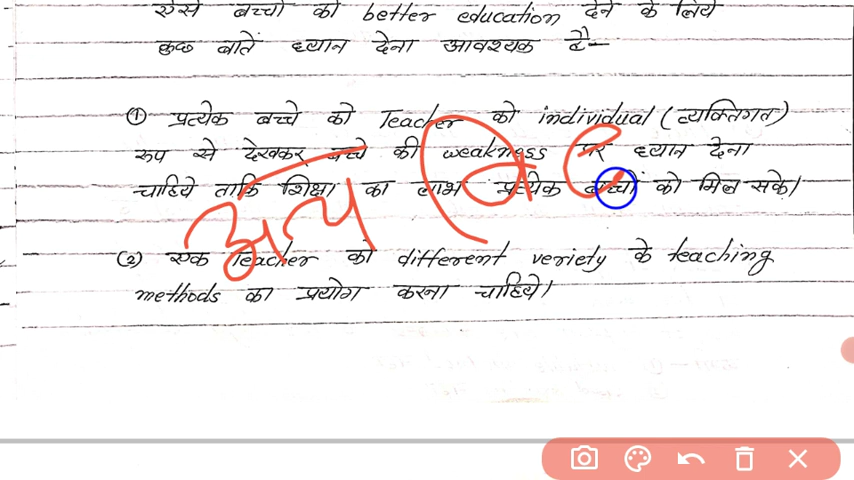 ऐसे बच्चो को better education देने के लिये
कुछ बातें ध्यान देना आवश्यक है-
① प्रत्येक बच्चे को Teacher को individual (व्यक्तिगत)
रूप से देखकर बच्चे की weakness पर ध्यान देना
चाहिये ताकि शिक्षा का लाभ प्रत्येक बच्चों को मिल सके।
(2) एक Teacher को different veriety के teaching
methods का प्रयोग करना चाहिये।